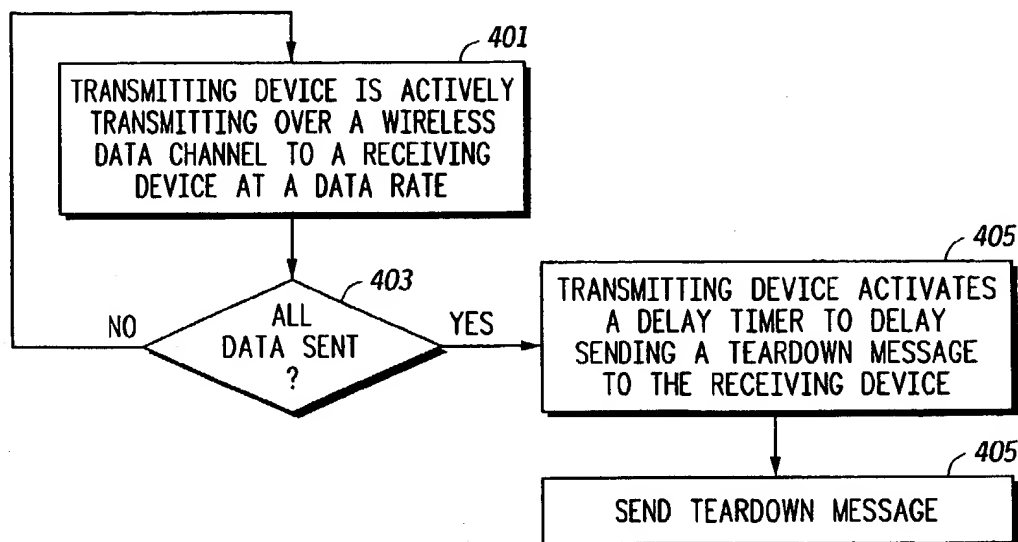 401
TRANSMITTING DEVICE IS ACTIVELY
TRANSMITTING OVER A WIRELESS
DATA CHANNEL TO A RECEIVING
DEVICE AT A DATA RATE
403
ALL
DATA SENT
?
NO
YES
405
TRANSMITTING DEVICE ACTIVATES
A DELAY TIMER TO DELAY
SENDING A TEARDOWN MESSAGE
TO THE RECEIVING DEVICE
405
SEND TEARDOWN MESSAGE